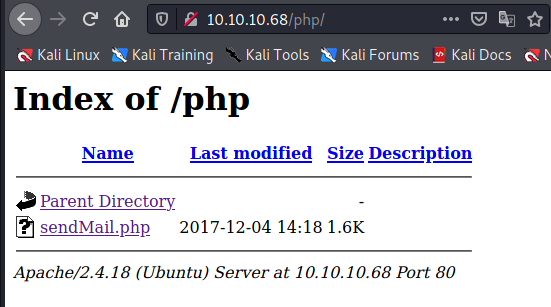 10.10.10.68/php/
Kali Linux Kali Training Kali Tools Kali Forums Kali Docs
Index of /php
Name Last modified Size Description
Parent Directory -
sendMail.php 2017-12-04 14:18 1.6K
Apache/2.4.18 (Ubuntu) Server at 10.10.10.68 Port 80